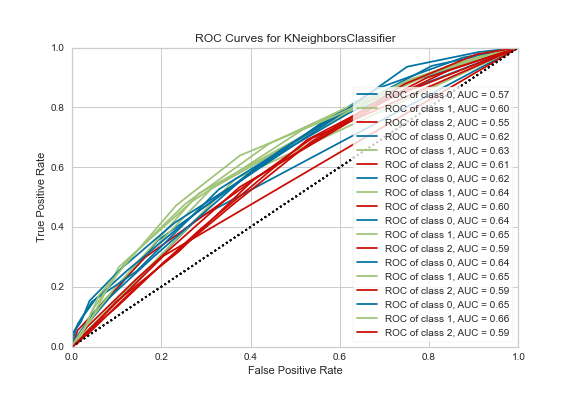 ROC Curves for KNeighborsClassifier
1.0
0.8
0.6
0.4
0.2
0.0
True Positive Rate
ROC of class 0, AUC = 0.57
ROC of class 1, AUC = 0.60
ROC of class 2, AUC = 0.55
ROC of class 0, AUC = 0.62
ROC of class 1, AUC = 0.63
ROC of class 2, AUC = 0.61
ROC of class 0, AUC = 0.62
ROC of class 1, AUC = 0.64
ROC of class 2, AUC = 0.60
ROC of class 0, AUC = 0.64
ROC of class 1, AUC = 0.65
ROC of class 2, AUC = 0.59
ROC of class 0, AUC = 0.64
ROC of class 1, AUC = 0.65
ROC of class 2, AUC = 0.59
ROC of class 0, AUC = 0.65
ROC of class 1, AUC = 0.66
ROC of class 2, AUC = 0.59
0.0 0.2 0.4 0.6 0.8 1.0
False Positive Rate